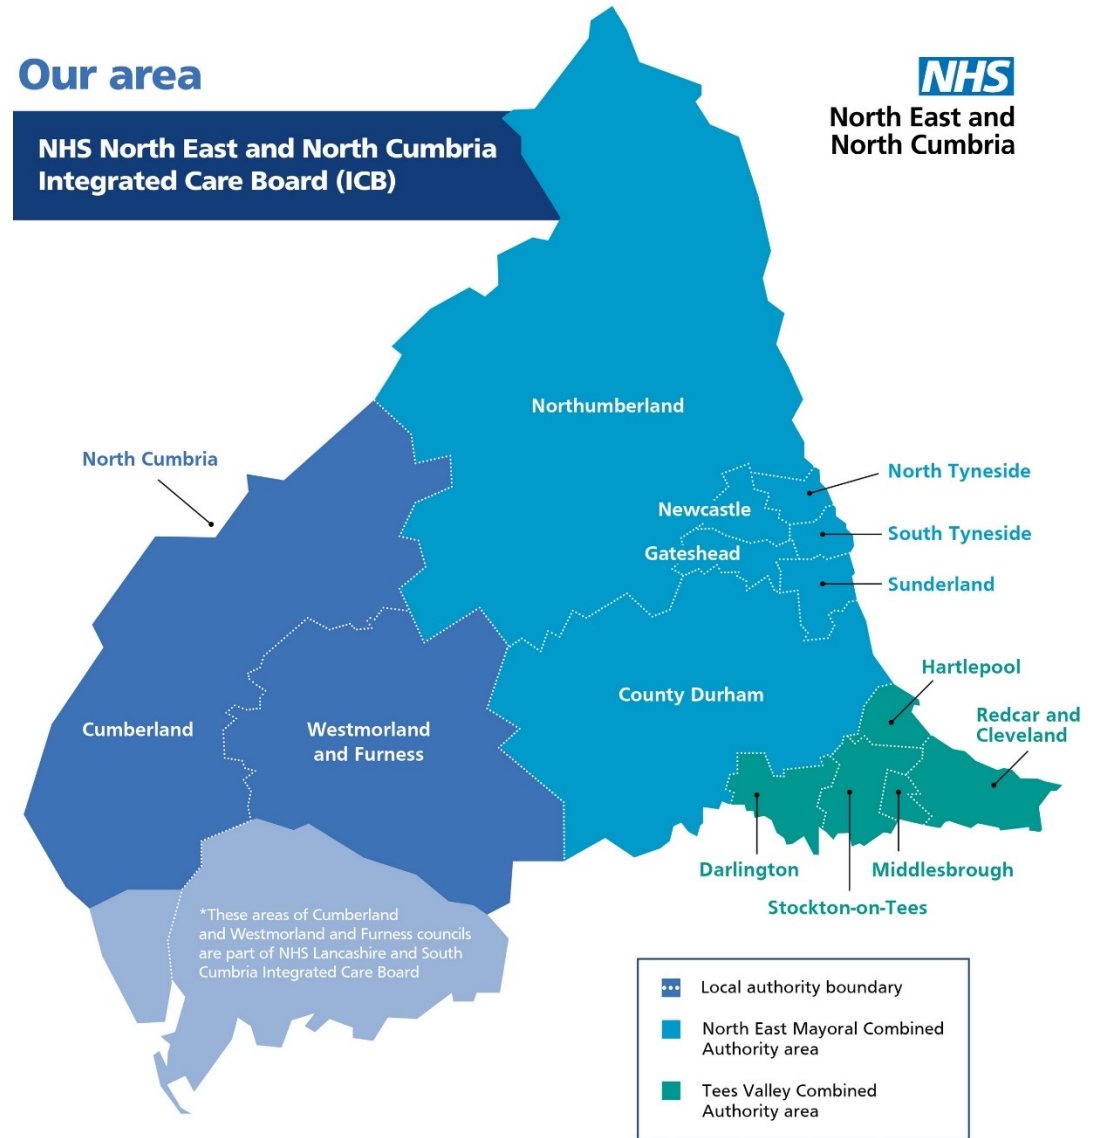 Our area
NHS North East and North Cumbria
Integrated Care Board (ICB)
NHS
North East and
North Cumbria
Northumberland
North Cumbria
North Tyneside
Newcastle
South Tyneside
Gateshead
Sunderland
Hartlepool
County Durham
Redcar and
Cleveland
Cumberland
Westmorland
and Furness
Darlington
Middlesbrough
Stockton-on-Tees
*These areas of Cumberland
and Westmorland and Furness councils
are part of NHS Lancashire and South
Cumbria Integrated Care Board
Local authority boundary
North East Mayoral Combined
Authority area
Tees Valley Combined
Authority area